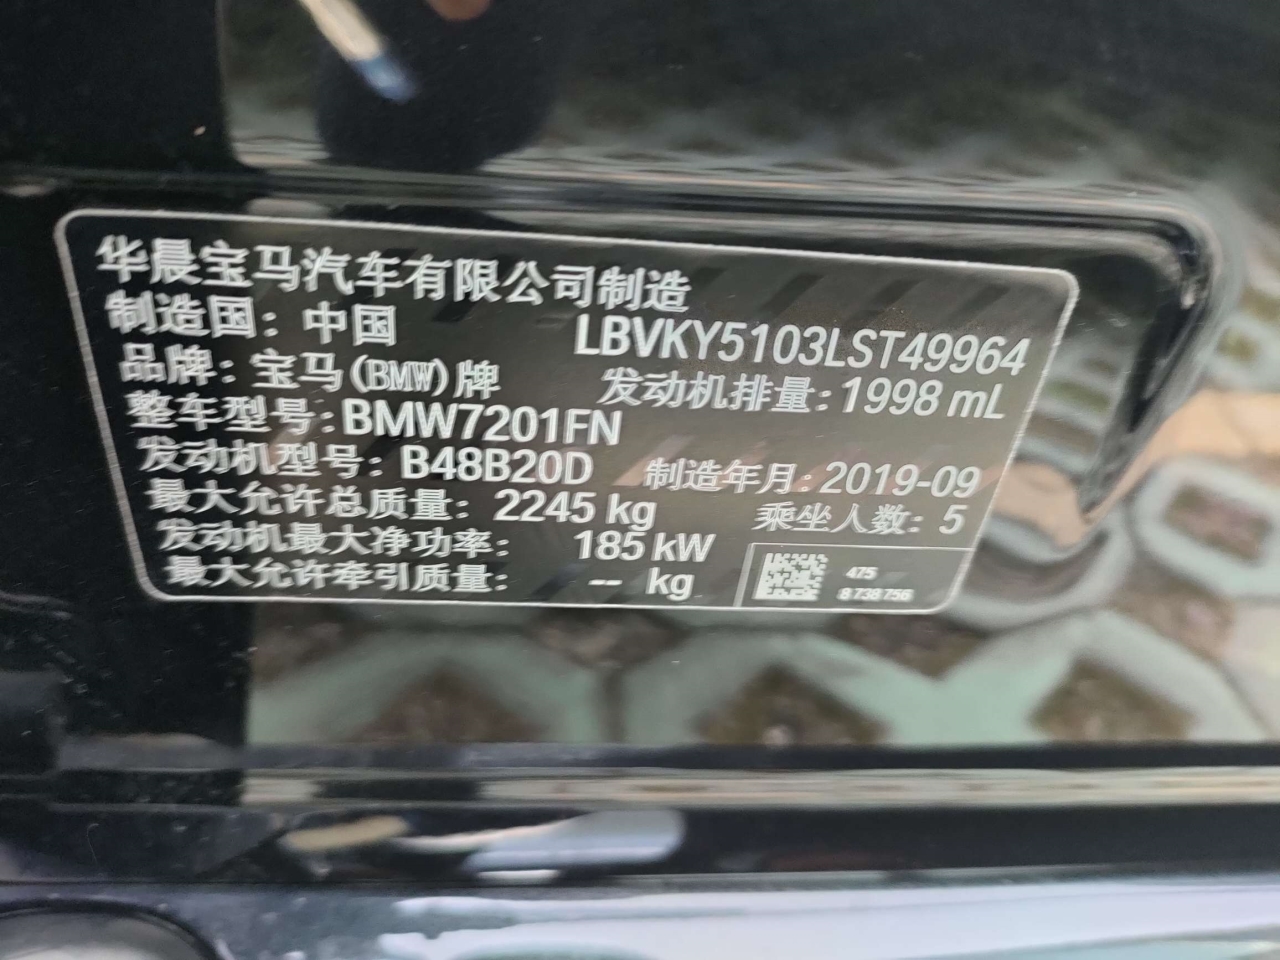 华晨宝马汽车有限公司制造
制造国：中国 LBVKY5103LST49964
品牌：宝马(BMW)牌 发动机排量：1998 mL
整车型号：BMW7201FN
发动机型号：B48B20D 制造年月：2019-09
最大允许总质量：2245 kg 乘坐人数：5
发动机最大净功率： 185 kW
最大允许牵引质量： -- kg
475
8738756